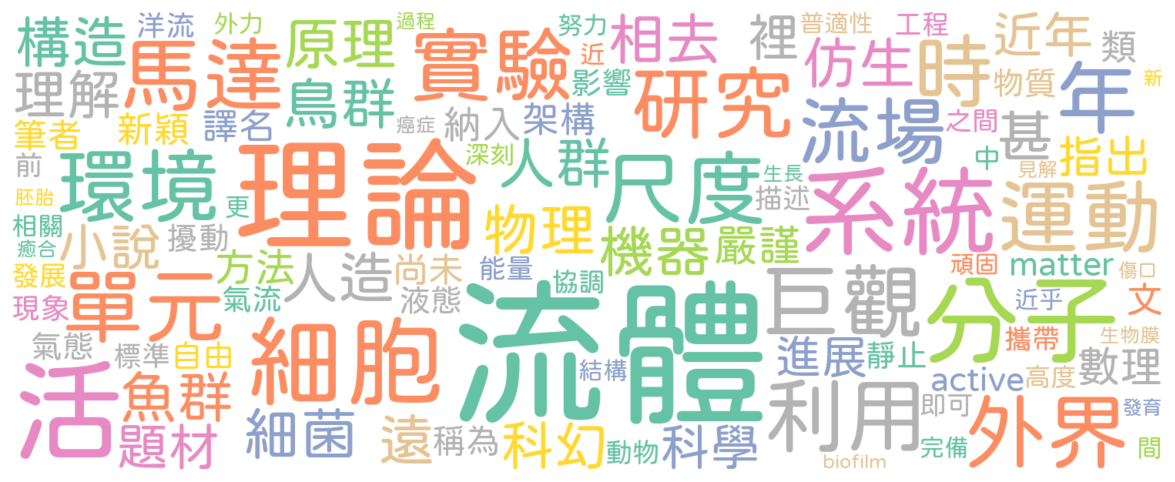 構造 洋流 外力 原理 過程 實驗 努力 相去 裡 普適性 工程 近年 類
理解 馬達 鳥群 近 影響 研究 仿生 時 物質 年 新
筆者 新穎 譯名 癌症 納入 架構 流場 之間 甚
前 環境 理論 深刻 人群 尺度 生長 中 見解 指出
胚胎 更 描述 系統 運動
相關 小說 擾動 物理 機器 嚴謹
癒合 方法 人造 尚未 能量 協調 頑固 matter 傷口
發展 單元 氣流 液態 流體 巨觀 分子 近乎 文
現象 細胞 攜帶 生物膜
氣態 標準 自由 結構 進展 靜止 數理
活 魚群 利用 active 高度
題材 細菌 遠 稱為 科幻 動物 科學 即可 外界 發育
biofilm 完備 間